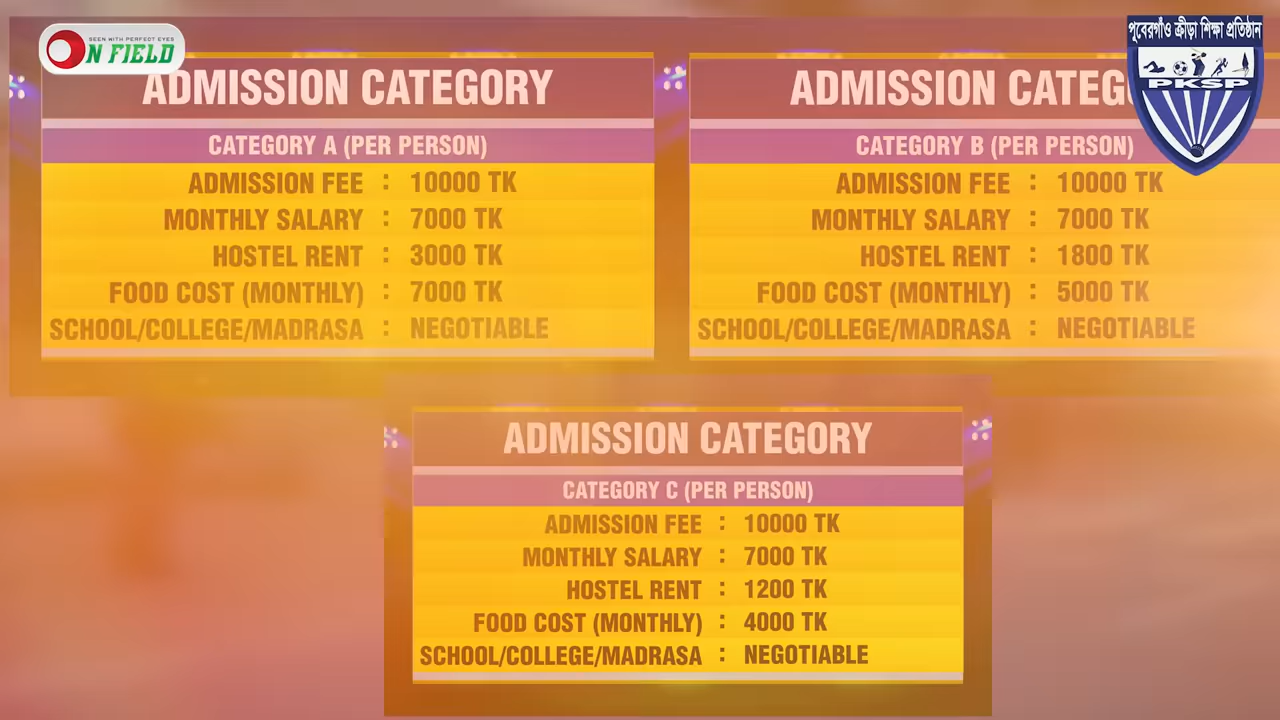 SEEN WITH PERFECT EYES
ON FIELD
পূবেরগাঁও ক্রীড়া শিক্ষা প্রতিষ্ঠান
PKSP
ADMISSION CATEGORY
CATEGORY A (PER PERSON)
ADMISSION FEE : 10000 TK
MONTHLY SALARY : 7000 TK
HOSTEL RENT : 3000 TK
FOOD COST (MONTHLY) : 7000 TK
SCHOOL/COLLEGE/MADRASA : NEGOTIABLE
ADMISSION CATEG
CATEGORY B (PER PERSON)
ADMISSION FEE : 10000 TK
MONTHLY SALARY : 7000 TK
HOSTEL RENT : 1800 TK
FOOD COST (MONTHLY) : 5000 TK
SCHOOL/COLLEGE/MADRASA : NEGOTIABLE
ADMISSION CATEGORY
CATEGORY C (PER PERSON)
ADMISSION FEE : 10000 TK
MONTHLY SALARY : 7000 TK
HOSTEL RENT : 1200 TK
FOOD COST (MONTHLY) : 4000 TK
SCHOOL/COLLEGE/MADRASA : NEGOTIABLE